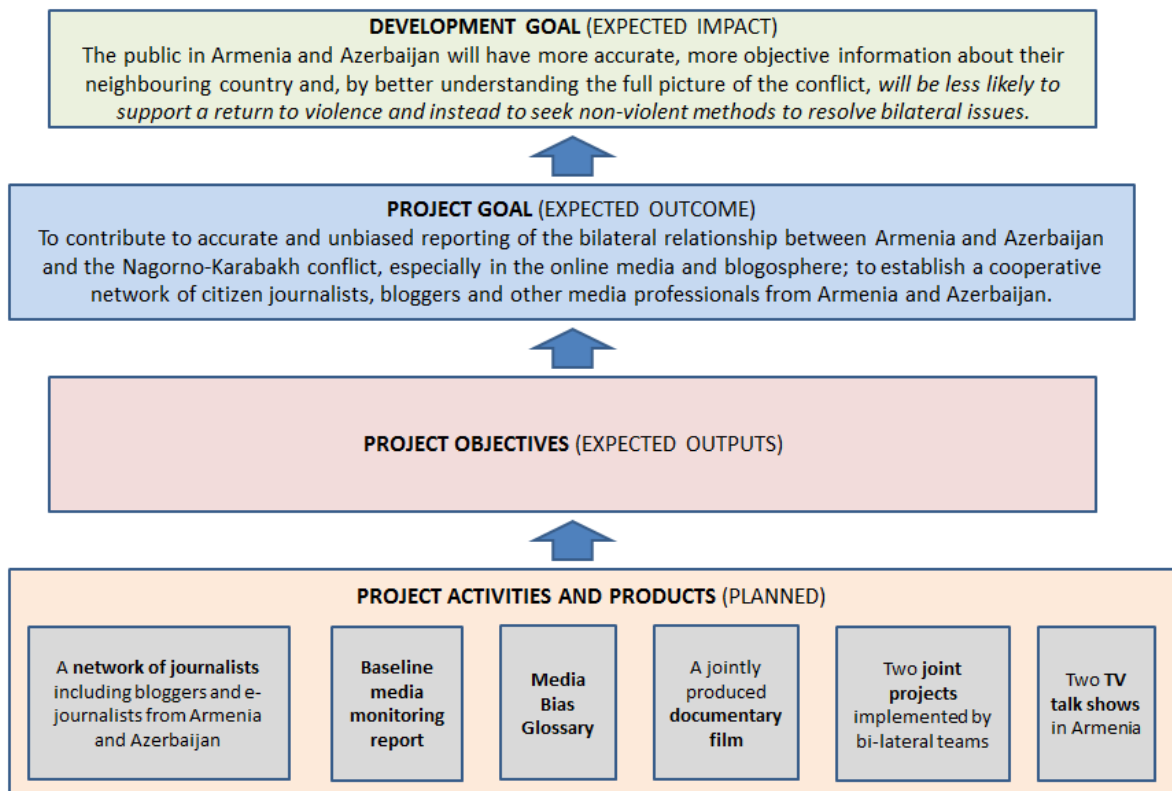 DEVELOPMENT GOAL (EXPECTED IMPACT)
The public in Armenia and Azerbaijan will have more accurate, more objective information about their
neighbouring country and, by better understanding the full picture of the conflict, will be less likely to
support a return to violence and instead to seek non-violent methods to resolve bilateral issues.
PROJECT GOAL (EXPECTED OUTCOME)
To contribute to accurate and unbiased reporting of the bilateral relationship between Armenia and Azerbaijan
and the Nagorno-Karabakh conflict, especially in the online media and blogosphere; to establish a cooperative
network of citizen journalists, bloggers and other media professionals from Armenia and Azerbaijan.
PROJECT OBJECTIVES (EXPECTED OUTPUTS)
PROJECT ACTIVITIES AND PRODUCTS (PLANNED)
A network of journalists
including bloggers and e-
journalists from Armenia
and Azerbaijan
Baseline
media
monitoring
report
Media
Bias
Glossary
A jointly
produced
documentary
film
Two joint
projects
implemented by
bi-lateral teams
Two TV
talk shows
in Armenia